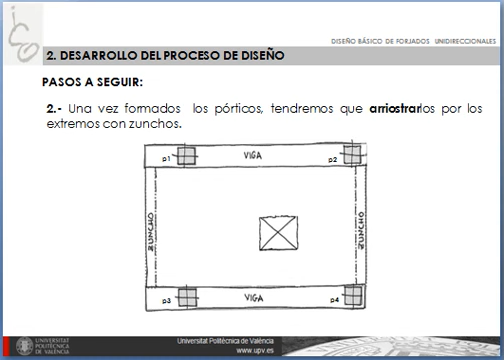 ico
DISEÑO BÁSICO DE FORJADOS UNIDIRECCIONALES
2. DESARROLLO DEL PROCESO DE DISEÑO
PASOS A SEGUIR:
2.- Una vez formados los pórticos, tendremos que arriostrarlos por los
extremos con zunchos.
p1 VIGA p2
ZUNCHO ZUNCHO
p3 VIGA p4
UNIVERSITAT
POLITÈCNICA
DE VALÈNCIA
Universitat Politècnica de València
www.upv.es